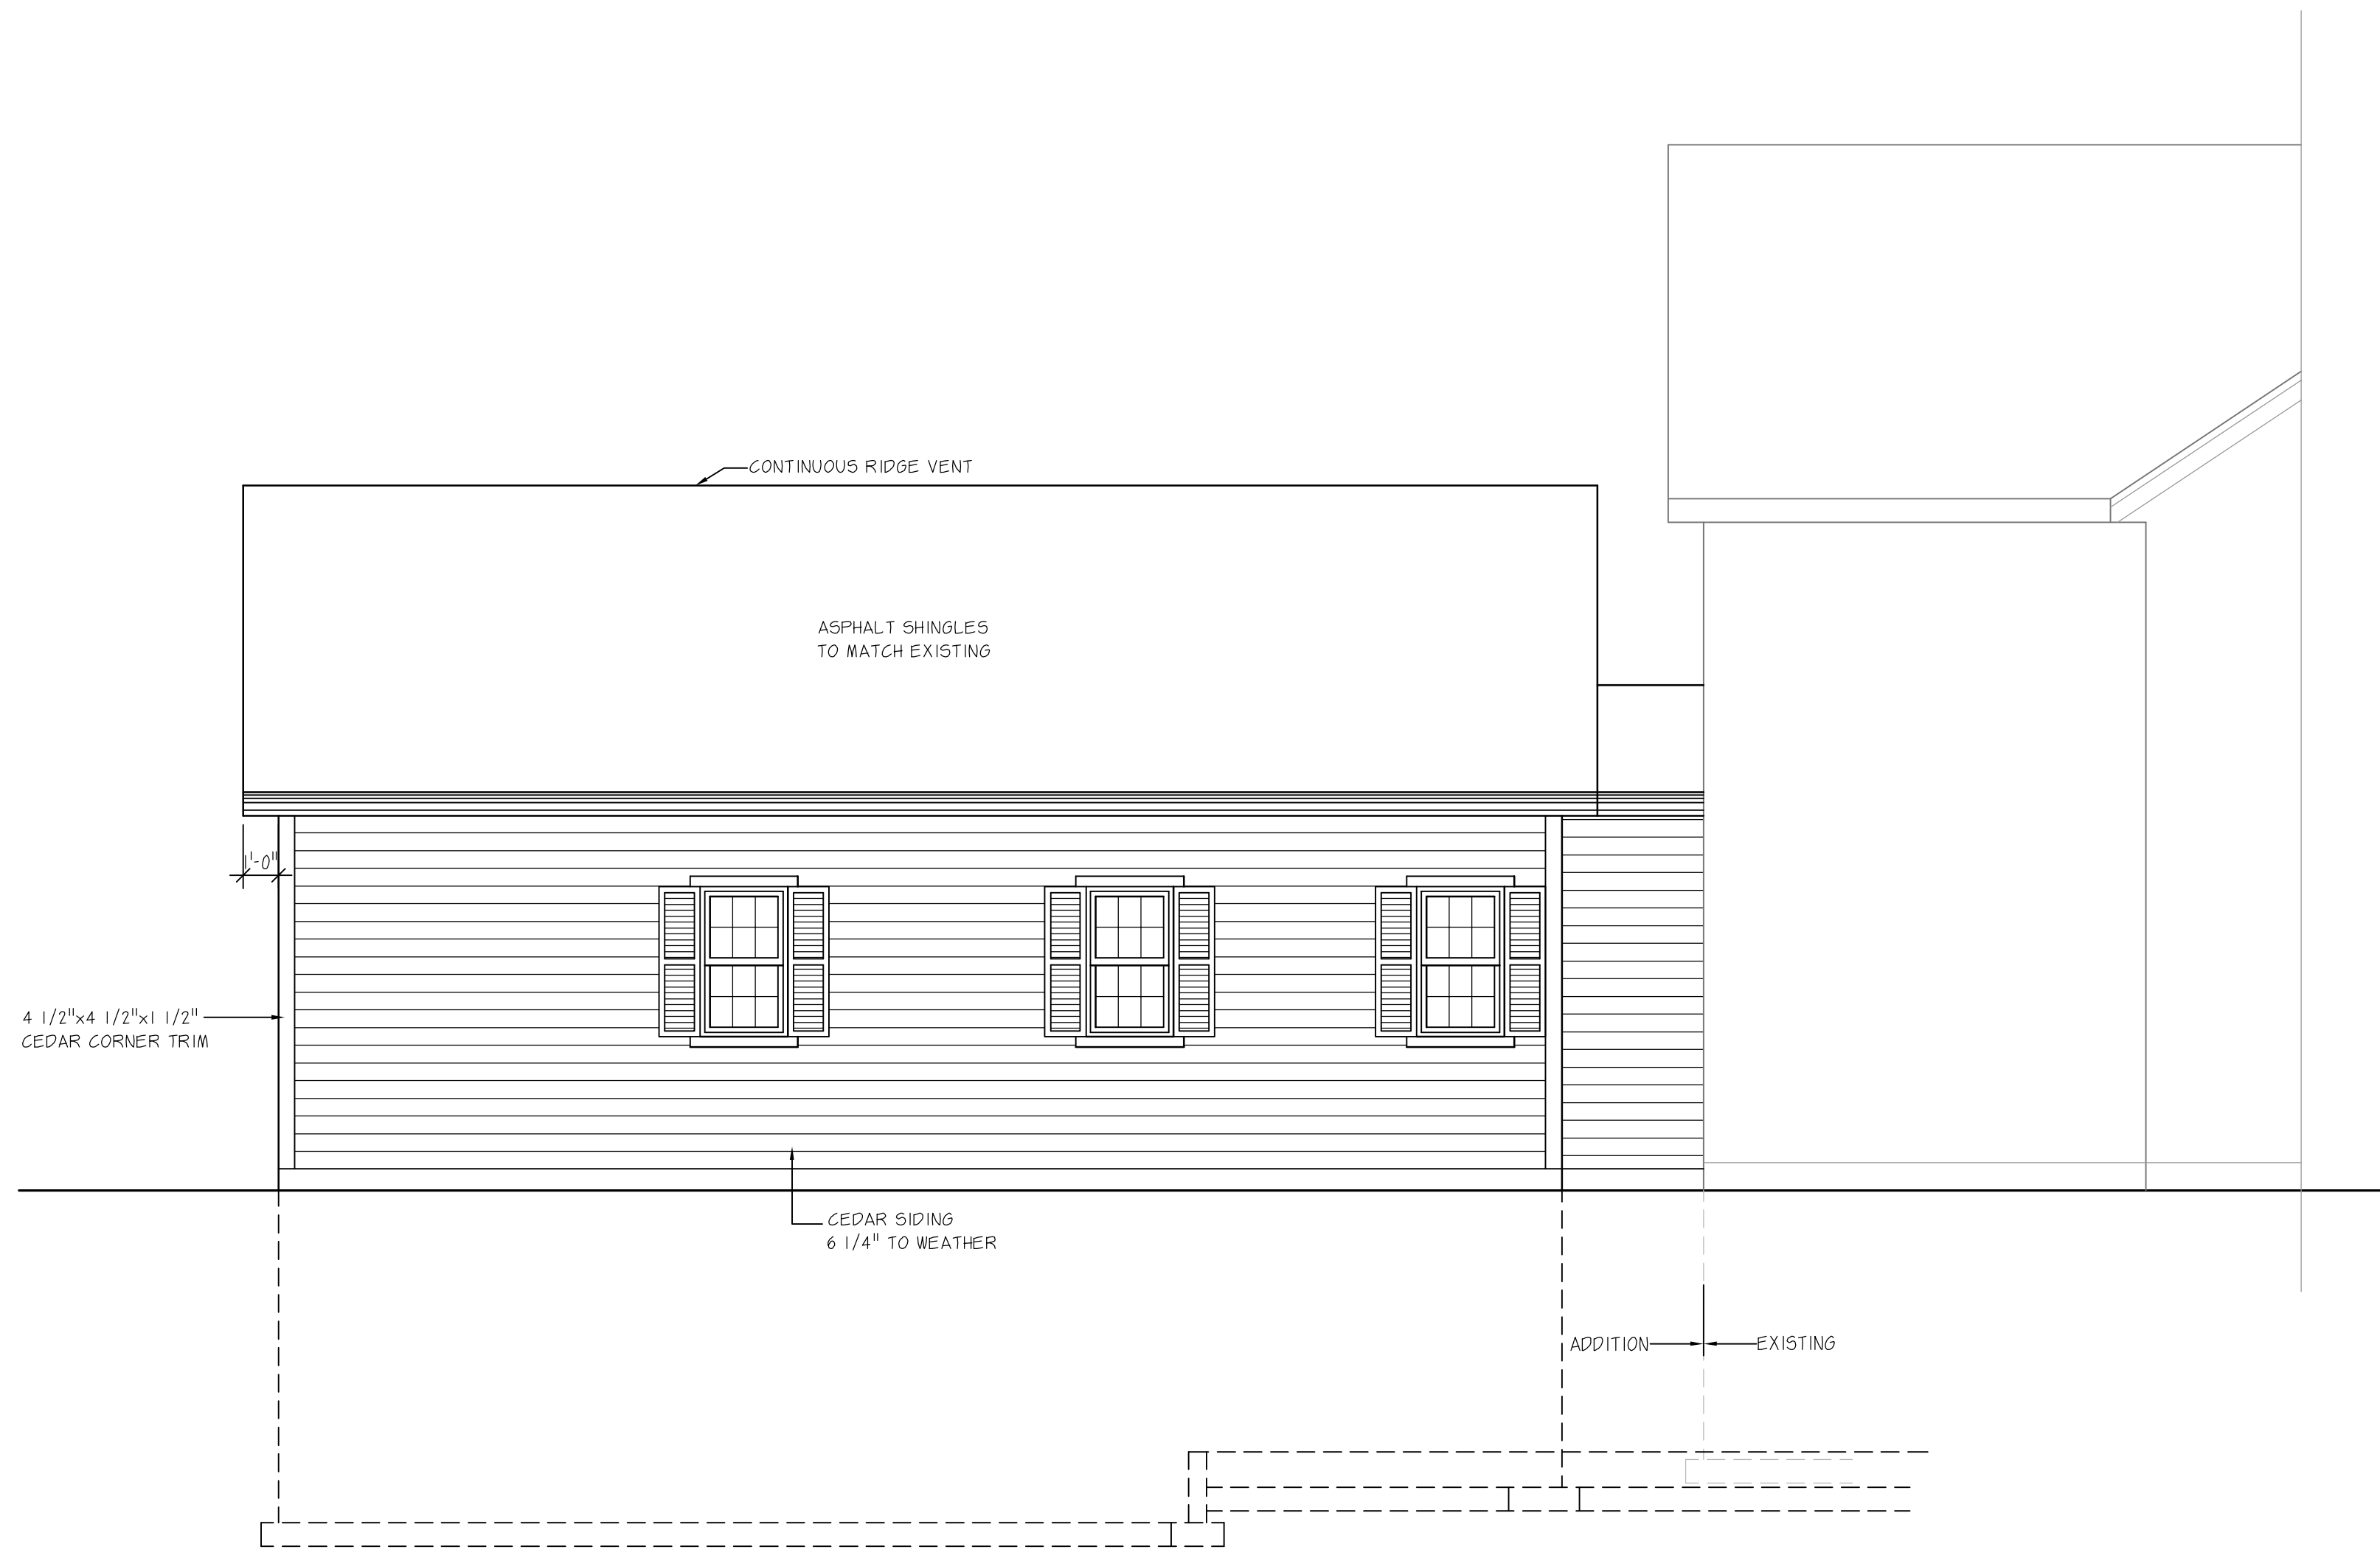 CONTINUOUS RIDGE VENT
ASPHALT SHINGLES
TO MATCH EXISTING
1'-0"
4 1/2"x4 1/2"x1 1/2"
CEDAR CORNER TRIM
CEDAR SIDING
6 1/4" TO WEATHER
ADDITION
EXISTING